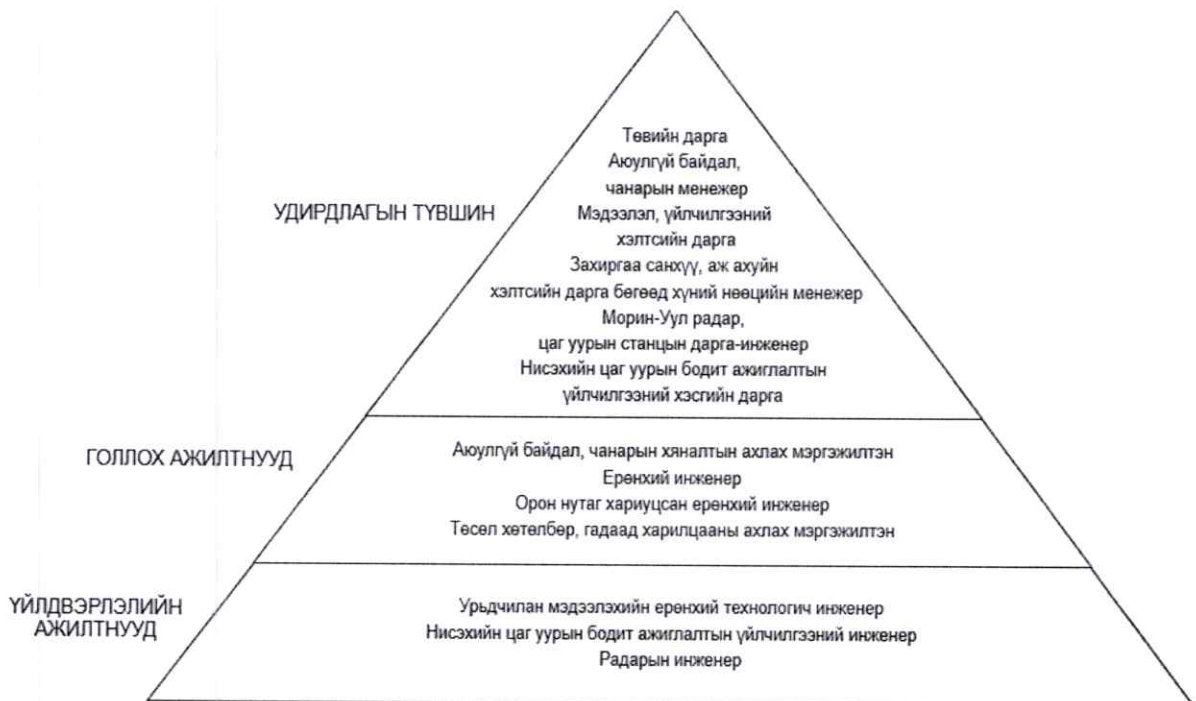 Төвийн дарга
Аюулгүй байдал,
чанарын менежер
УДИРДЛАГЫН ТҮВШИН
Мэдээлэл, үйлчилгээний
хэлтсийн дарга
Захиргаа санхүү, аж ахуйн
хэлтсийн дарга бөгөөд хүний нөөцийн менежер
Морин-Уул радар,
цаг уурын станцын дарга-инженер
Нисэхийн цаг уурын бодит ажиглалтын
үйлчилгээний хэсгийн дарга
ГОЛЛОХ АЖИЛТНУУД
Аюулгүй байдал, чанарын хяналтын ахлах мэргэжилтэн
Ерөнхий инженер
Орон нутаг хариуцсан ерөнхий инженер
Төсөл хөтөлбөр, гадаад харилцааны ахлах мэргэжилтэн
ҮЙЛДВЭРЛЭЛИЙН
АЖИЛТНУУД
Урьдчилан мэдээлэхийн ерөнхий технологич инженер
Нисэхийн цаг уурын бодит ажиглалтын үйлчилгээний инженер
Радарын инженер